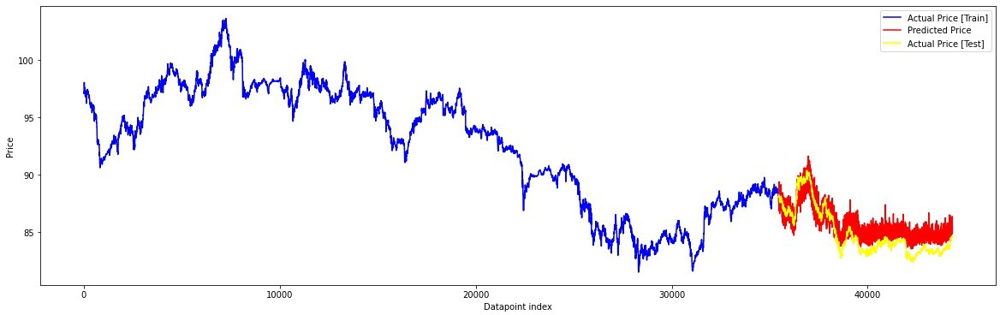 Actual Price [Train]
Predicted Price
Actual Price [Test]
100
95
90
85
Price
0
10000
20000
30000
40000
Datapoint index